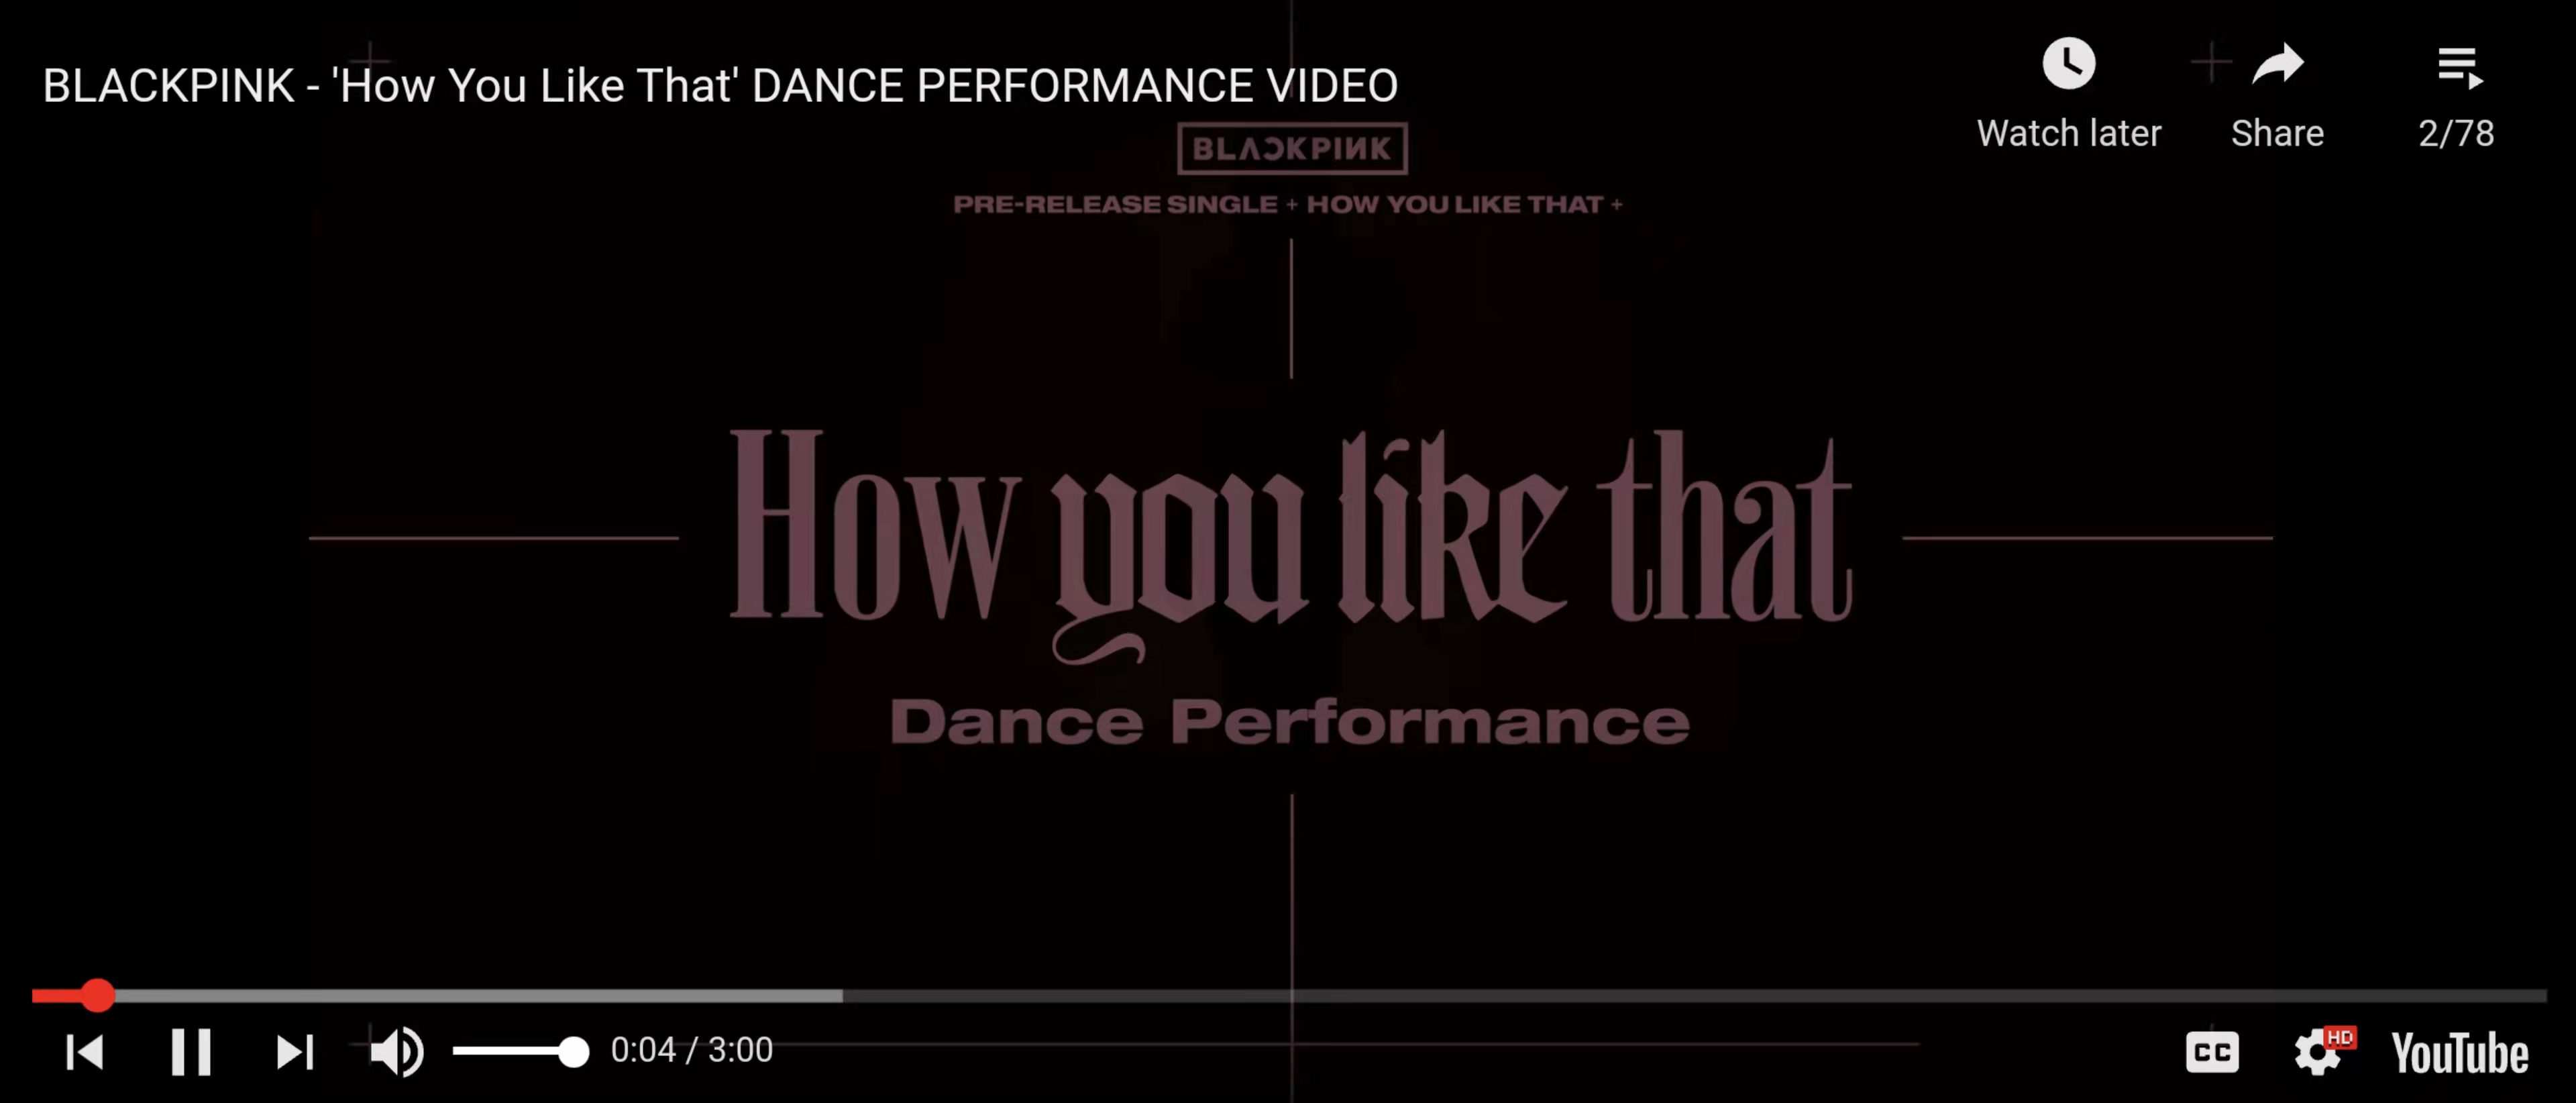 BLACKPINK - 'How You Like That' DANCE PERFORMANCE VIDEO
Watch later
Share
2/78
BLACKPINK
PRE-RELEASE SINGLE + HOW YOU LIKE THAT +
How you like that
Dance Performance
0:04 / 3:00
CC
HD
YouTube